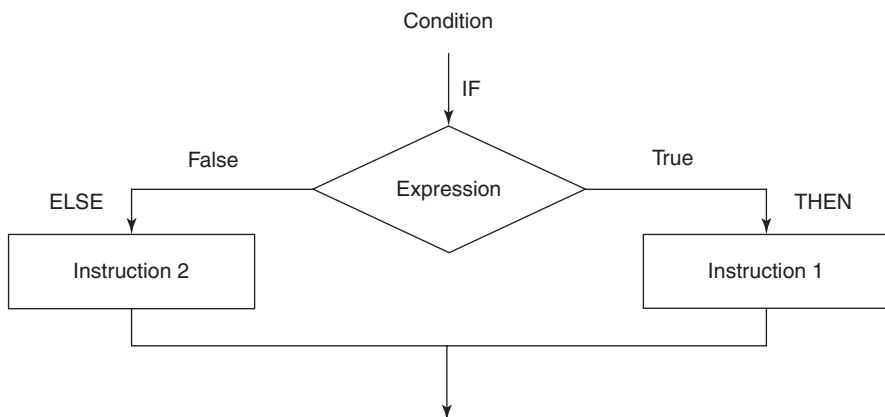 Condition
IF
False
True
Expression
ELSE
THEN
Instruction 2
Instruction 1